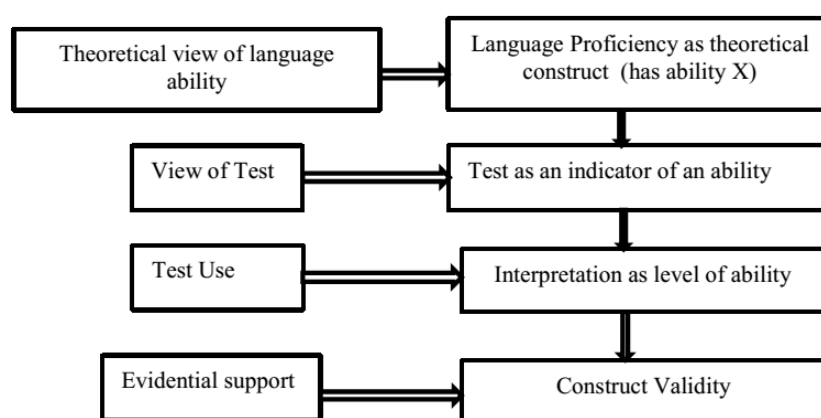 Theoretical view of language
ability
Language Proficiency as theoretical
construct (has ability X)
View of Test
Test as an indicator of an ability
Test Use
Interpretation as level of ability
Evidential support
Construct Validity